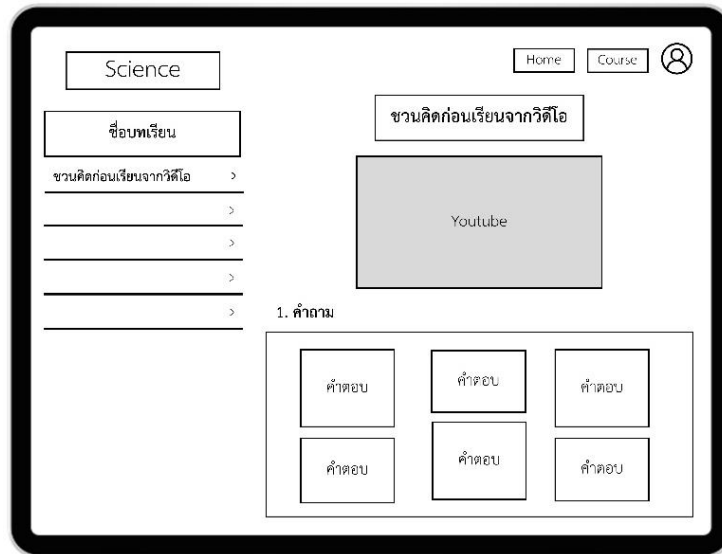 Science
Home
Course
ชื่อบทเรียน
ชวนคิดก่อนเรียนจากวิดีโอ
ชวนคิดก่อนเรียนจากวิดีโอ
Youtube
1. คำถาม
คำตอบ
คำตอบ
คำตอบ
คำตอบ
คำตอบ
คำตอบ